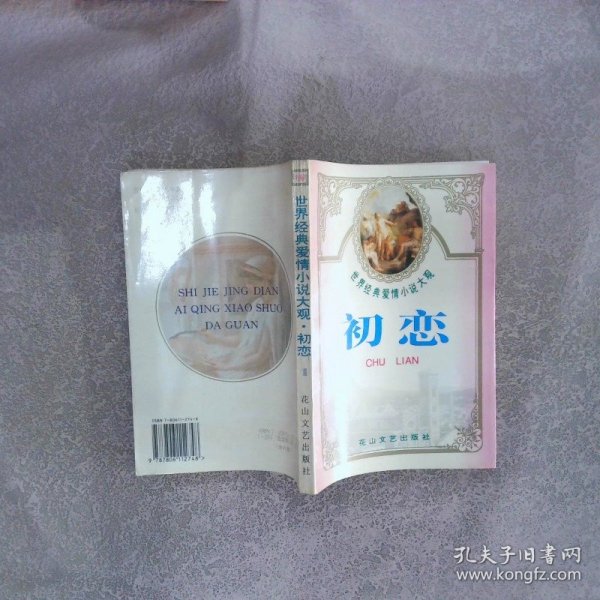 世界经典爱情小说大观
初恋
CHU LIAN
花山文艺出版社
世界经典爱情小说大观·初恋
花山文艺出版社
SHI JIE JING DIAN
AI QING XIAO SHUO
DA GUAN
9 787806 112748 >
孔夫子旧书网
www.kongfz.com